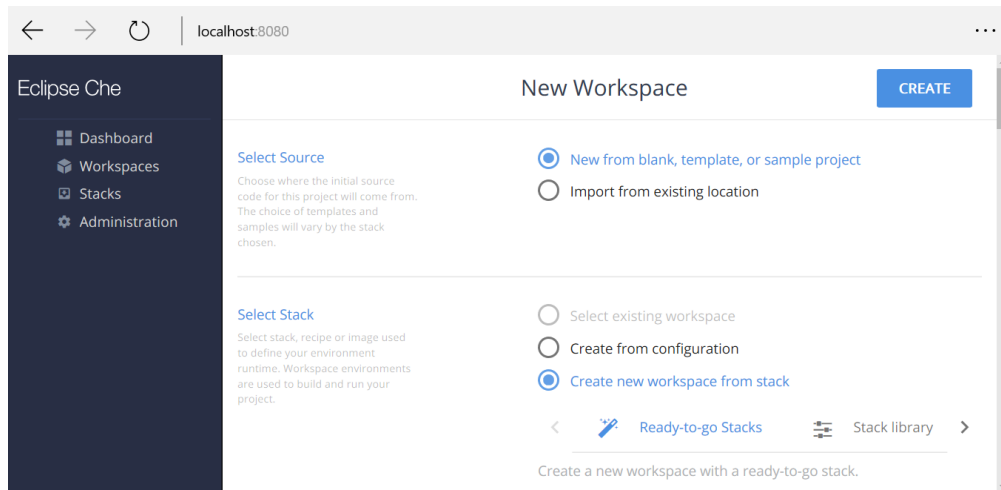 localhost:8080
Eclipse Che
Dashboard
Workspaces
Stacks
Administration
New Workspace
CREATE
Select Source
Choose where the initial source
code for this project will come from.
The choice of templates and
samples will vary by the stack
chosen.
New from blank, template, or sample project
Import from existing location
Select Stack
Select stack, recipe or image used
to define your environment
runtime. Workspace environments
are used to build and run your
project.
Select existing workspace
Create from configuration
Create new workspace from stack
Ready-to-go Stacks
Stack library
Create a new workspace with a ready-to-go stack.